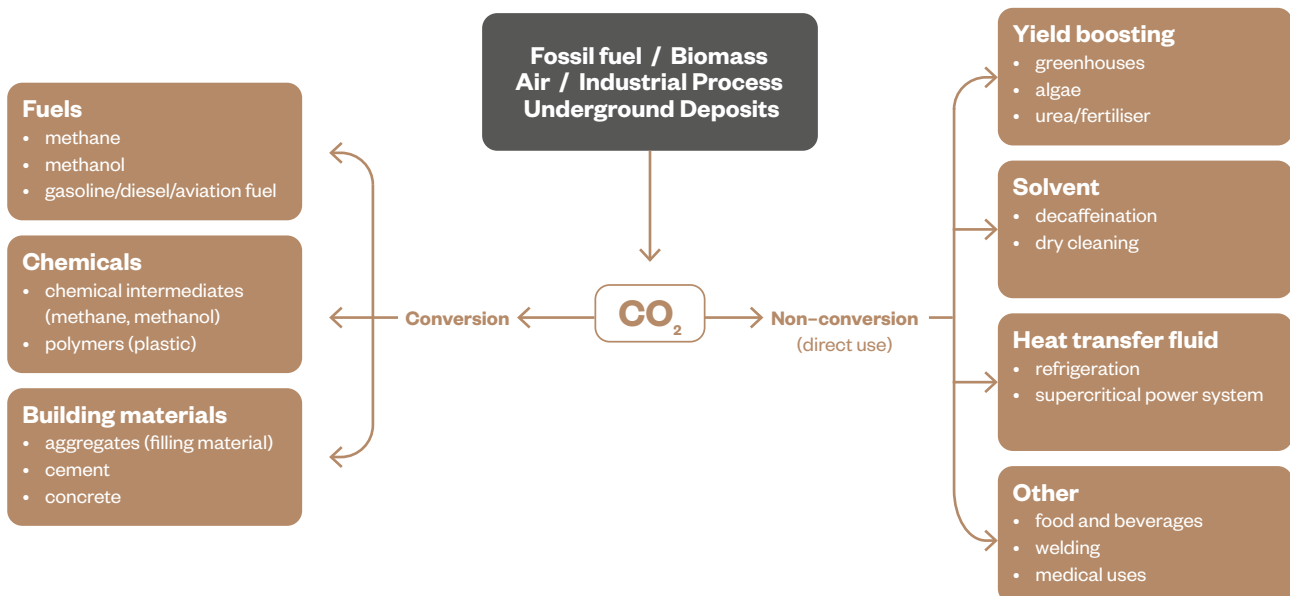 Fossil fuel / Biomass
Air / Industrial Process
Underground Deposits
Fuels
• methane
• methanol
• gasoline/diesel/aviation fuel
Chemicals
• chemical intermediates
(methane, methanol)
• polymers (plastic)
Building materials
• aggregates (filling material)
• cement
• concrete
Conversion
CO₂
Non-conversion
(direct use)
Yield boosting
• greenhouses
• algae
• urea/fertiliser
Solvent
• decaffeination
• dry cleaning
Heat transfer fluid
• refrigeration
• supercritical power system
Other
• food and beverages
• welding
• medical uses